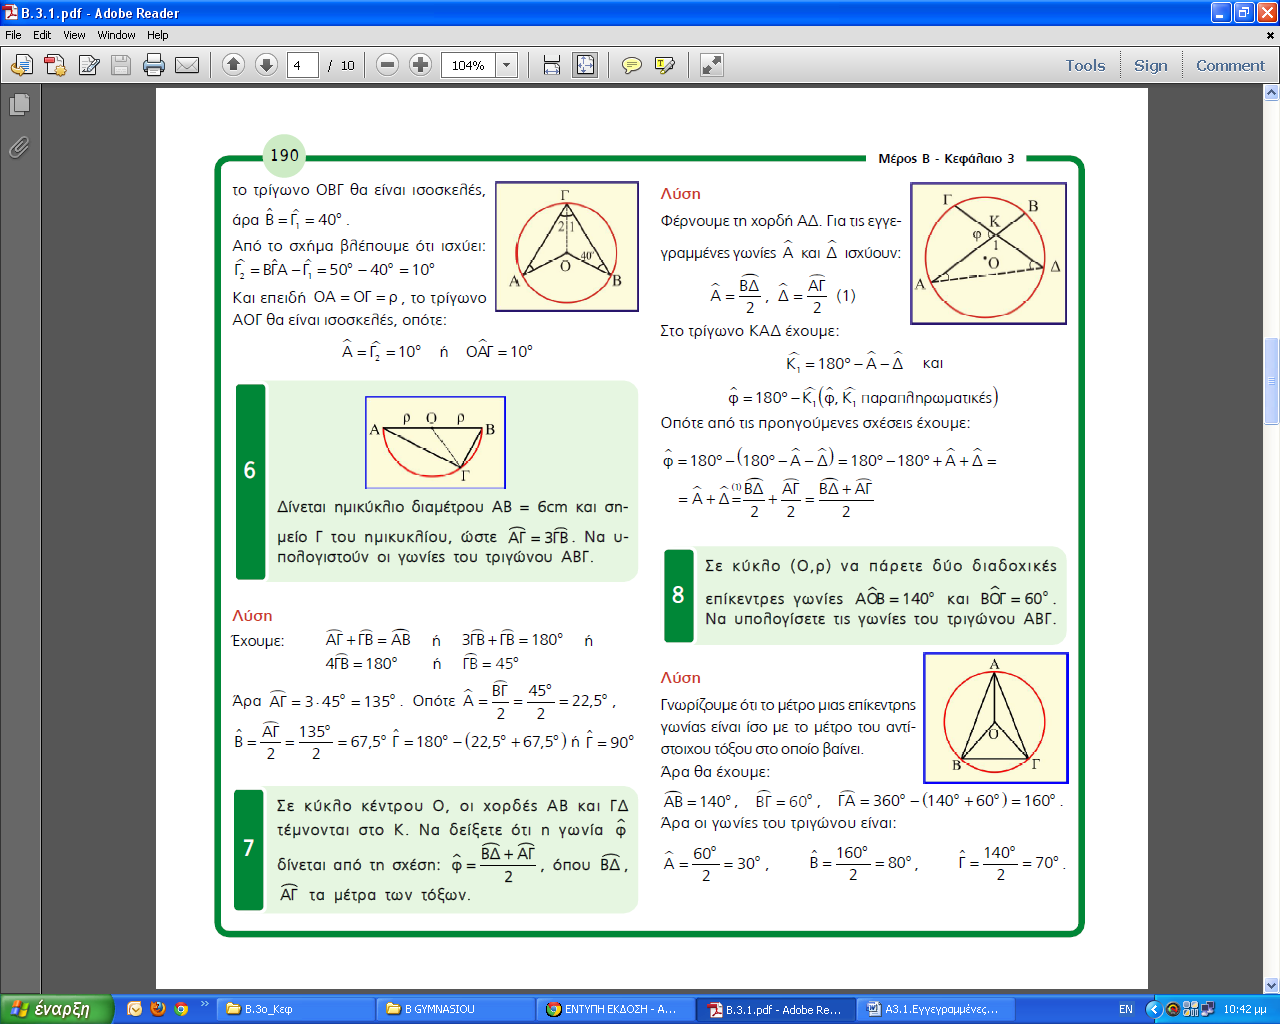 B.3.1.pdf - Adobe Reader
File Edit View Window Help
4 / 10 104% Tools Sign Comment
190
Μέρος Β - Κεφάλαιο 3
το τρίγωνο ΟΒΓ θα είναι ισοσκελές,
άρα B̂ = Γ̂₁ = 40° .
Από το σχήμα βλέπουμε ότι ισχύει:
Γ̂₂ = ΒΓ̂Α − Γ̂₁ = 50° − 40° = 10°
Και επειδή ΟΑ = ΟΓ = ρ , το τρίγωνο
ΑΟΓ θα είναι ισοσκελές, οπότε:
Â = Γ̂₂ = 10° ή ΟÂΓ = 10°
Γ
2 1
Ο 40°
Α Β
6
Α ρ Ο ρ Β
Γ
Δίνεται ημικύκλιο διαμέτρου ΑΒ = 6cm και ση-
μείο Γ του ημικυκλίου, ώστε ΑΓ͡ = 3ΓΒ͡ . Να υ-
πολογιστούν οι γωνίες του τριγώνου ΑΒΓ.
Λύση
Έχουμε: ΑΓ͡ + ΓΒ͡ = ΑΒ͡ ή 3ΓΒ͡ + ΓΒ͡ = 180° ή
4ΓΒ͡ = 180° ή ΓΒ͡ = 45°
Άρα ΑΓ͡ = 3 · 45° = 135° . Οπότε Â = ΒΓ͡/2 = 45°/2 = 22,5° ,
B̂ = ΑΓ͡/2 = 135°/2 = 67,5° Γ̂ = 180° − (22,5° + 67,5°) ή Γ̂ = 90°
7
Σε κύκλο κέντρου Ο, οι χορδές ΑΒ και ΓΔ
τέμνονται στο Κ. Να δείξετε ότι η γωνία φ̂
δίνεται από τη σχέση: φ̂ = (ΒΔ͡ + ΑΓ͡)/2 , όπου ΒΔ͡ ,
ΑΓ͡ τα μέτρα των τόξων.
Λύση
Φέρνουμε τη χορδή ΑΔ. Για τις εγγε-
γραμμένες γωνίες Â και Δ̂ ισχύουν:
Â = ΒΔ͡/2 , Δ̂ = ΑΓ͡/2 (1)
Γ Κ Β
φ 1
Ο
Α Δ
Στο τρίγωνο ΚΑΔ έχουμε:
Κ̂₁ = 180° − Â − Δ̂ και
φ̂ = 180° − Κ̂₁ (φ̂, Κ̂₁ παραπληρωματικές)
Οπότε από τις προηγούμενες σχέσεις έχουμε:
φ̂ = 180° − (180° − Â − Δ̂) = 180° − 180° + Â + Δ̂ =
= Â + Δ̂ =⁽¹⁾ ΒΔ͡/2 + ΑΓ͡/2 = (ΒΔ͡ + ΑΓ͡)/2
8
Σε κύκλο (Ο,ρ) να πάρετε δύο διαδοχικές
επίκεντρες γωνίες ΑÔΒ = 140° και ΒÔΓ = 60° .
Να υπολογίσετε τις γωνίες του τριγώνου ΑΒΓ.
Λύση
Γνωρίζουμε ότι το μέτρο μιας επίκεντρης
γωνίας είναι ίσο με το μέτρο του αντί-
στοιχου τόξου στο οποίο βαίνει.
Άρα θα έχουμε:
Α
Ο
Β Γ
ΑΒ͡ = 140° , ΒΓ͡ = 60° , ΓΑ͡ = 360° − (140° + 60°) = 160° .
Άρα οι γωνίες του τριγώνου είναι:
Â = 60°/2 = 30° , B̂ = 160°/2 = 80° , Γ̂ = 140°/2 = 70° .
έναρξη » B.3ο_Κεφ B GYMNASIOU ΕΝΤΥΠΗ ΕΚΔΟΣΗ - Α... B.3.1.pdf - Adobe Re... Α3.1.Εγγεγραμμένες... EN 10:42 μμ